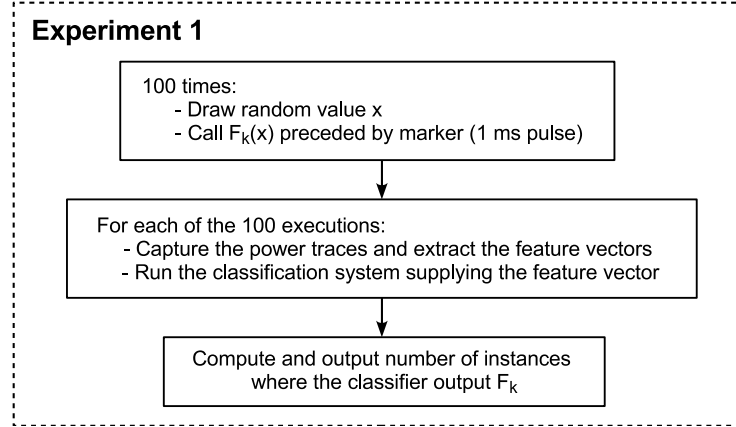 Experiment 1
100 times:
- Draw random value x
- Call Fk(x) preceded by marker (1 ms pulse)
For each of the 100 executions:
- Capture the power traces and extract the feature vectors
- Run the classification system supplying the feature vector
Compute and output number of instances
where the classifier output Fk